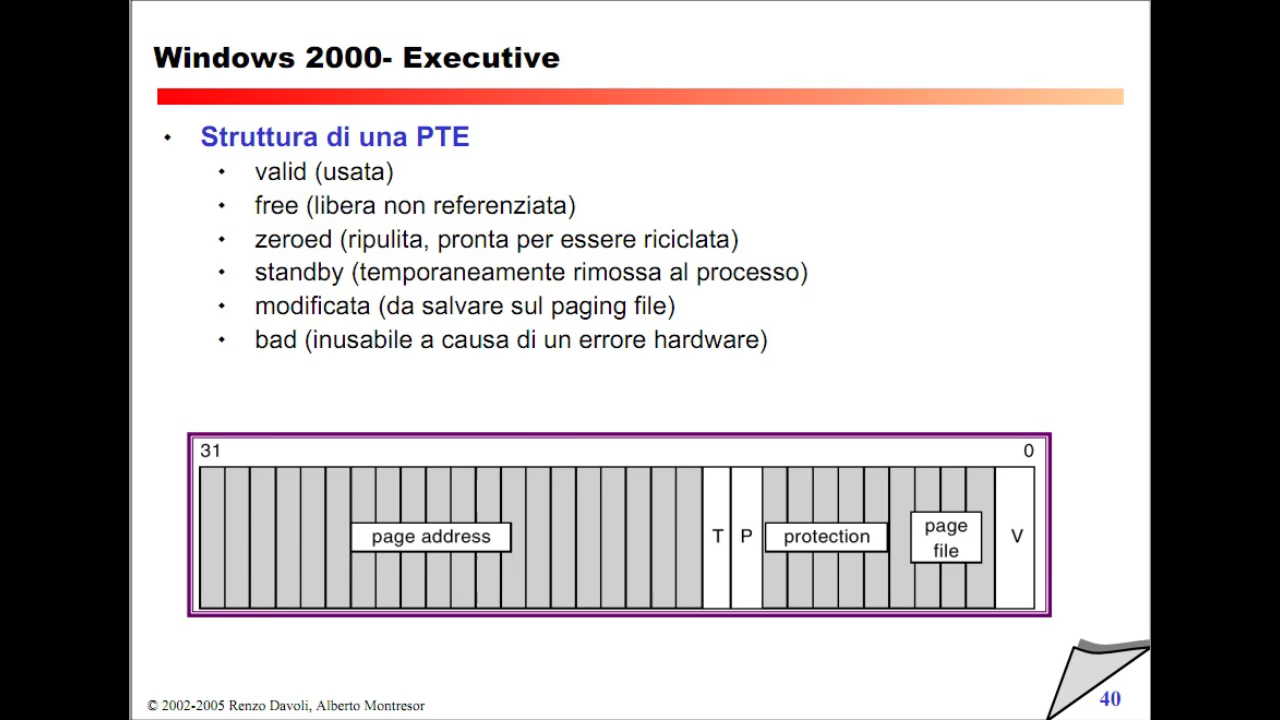 Windows 2000- Executive
Struttura di una PTE
valid (usata)
free (libera non referenziata)
zeroed (ripulita, pronta per essere riciclata)
standby (temporaneamente rimossa al processo)
modificata (da salvare sul paging file)
bad (inusabile a causa di un errore hardware)
31 0
page address T P protection page file V
© 2002-2005 Renzo Davoli, Alberto Montresor
40